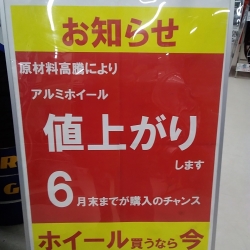 お知らせ
原材料高騰により
アルミホイール
値上がり
します
6月末までが購入のチャンス
ホイール買うなら今